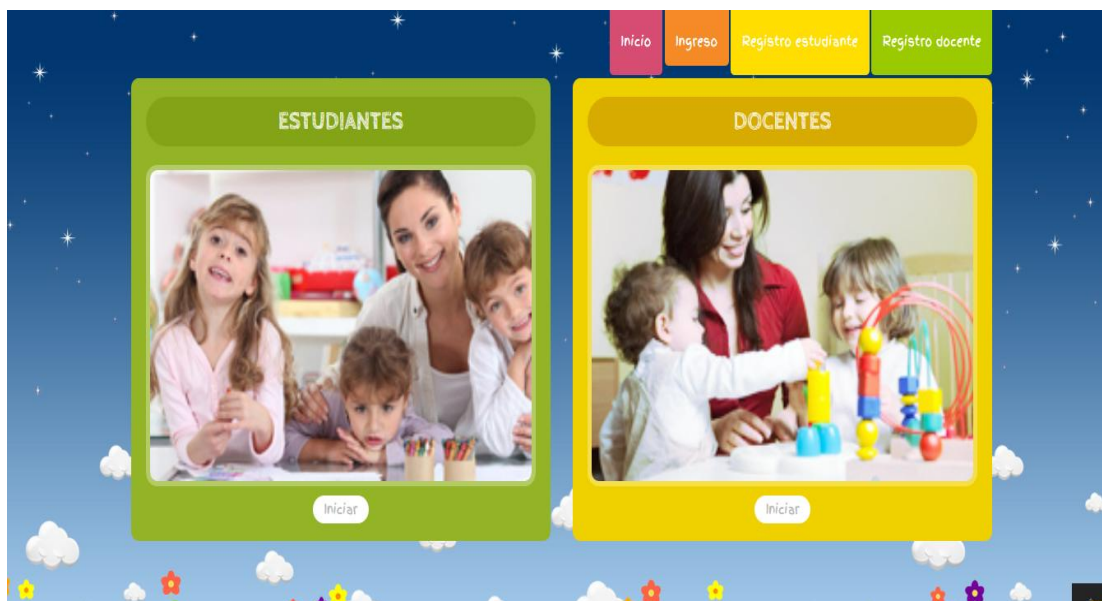 Inicio
Ingreso
Registro estudiante
Registro docente
ESTUDIANTES
DOCENTES
Iniciar
Iniciar